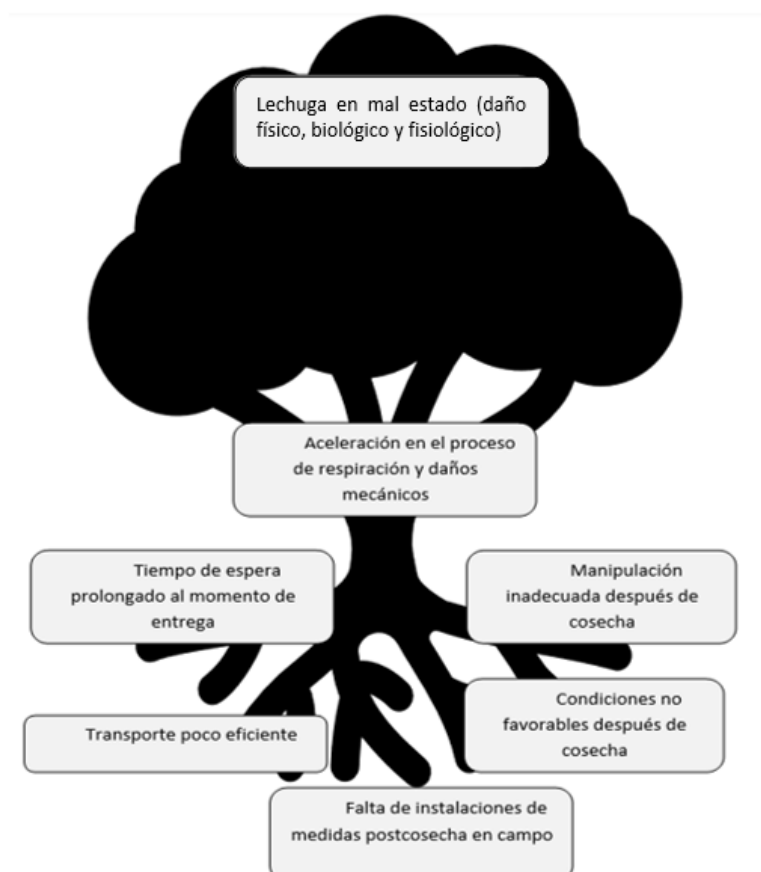 Lechuga en mal estado (daño
físico, biológico y fisiológico)
Aceleración en el proceso
de respiración y daños
mecánicos
Tiempo de espera
prolongado al momento de
entrega
Manipulación
inadecuada después de
cosecha
Transporte poco eficiente
Condiciones no
favorables después de
cosecha
Falta de instalaciones de
medidas postcosecha en campo